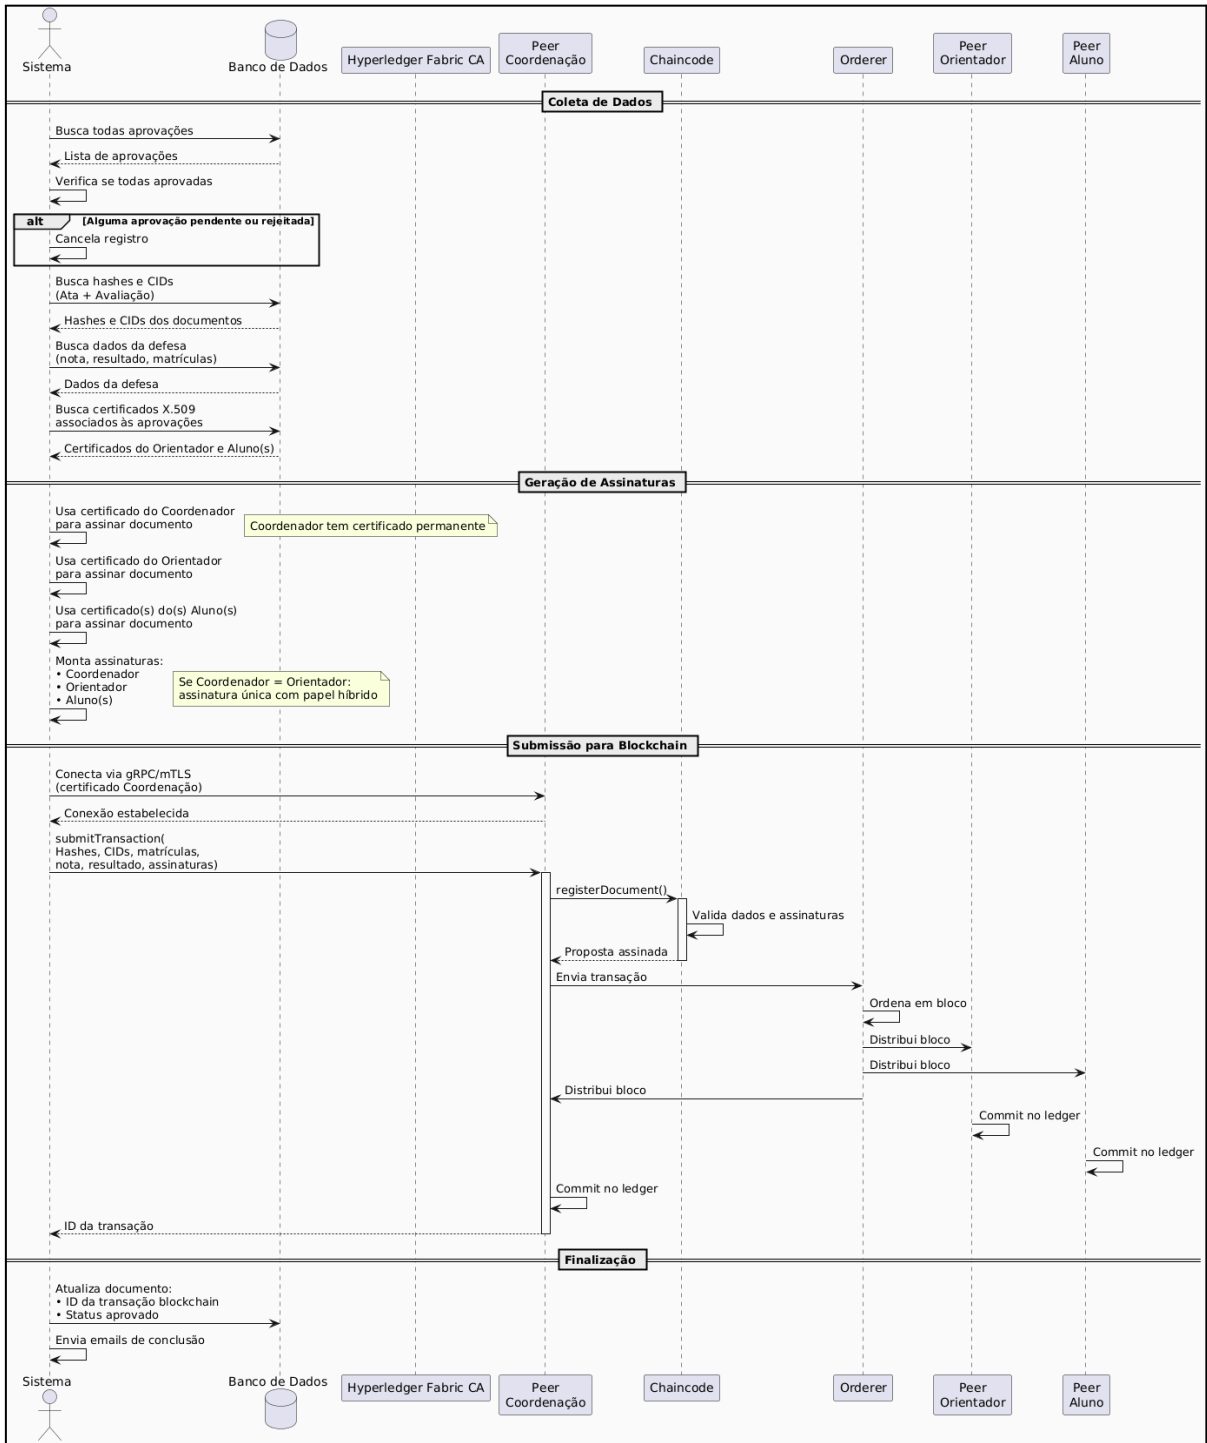 Sistema
Banco de Dados
Hyperledger Fabric CA
Peer
Coordenação
Chaincode
Orderer
Peer
Orientador
Peer
Aluno
Coleta de Dados
Busca todas aprovações
Lista de aprovações
Verifica se todas aprovadas
alt [Alguma aprovação pendente ou rejeitada]
Cancela registro
Busca hashes e CIDs
(Ata + Avaliação)
Hashes e CIDs dos documentos
Busca dados da defesa
(nota, resultado, matrículas)
Dados da defesa
Busca certificados X.509
associados às aprovações
Certificados do Orientador e Aluno(s)
Geração de Assinaturas
Usa certificado do Coordenador
para assinar documento
Coordenador tem certificado permanente
Usa certificado do Orientador
para assinar documento
Usa certificado(s) do(s) Aluno(s)
para assinar documento
Monta assinaturas:
• Coordenador
• Orientador
• Aluno(s)
Se Coordenador = Orientador:
assinatura única com papel híbrido
Submissão para Blockchain
Conecta via gRPC/mTLS
(certificado Coordenação)
Conexão estabelecida
submitTransaction(
Hashes, CIDs, matrículas,
nota, resultado, assinaturas)
registerDocument()
Valida dados e assinaturas
Proposta assinada
Envia transação
Ordena em bloco
Distribui bloco
Distribui bloco
Distribui bloco
Commit no ledger
Commit no ledger
Commit no ledger
ID da transação
Finalização
Atualiza documento:
• ID da transação blockchain
• Status aprovado
Envia emails de conclusão
Sistema
Banco de Dados
Hyperledger Fabric CA
Peer
Coordenação
Chaincode
Orderer
Peer
Orientador
Peer
Aluno